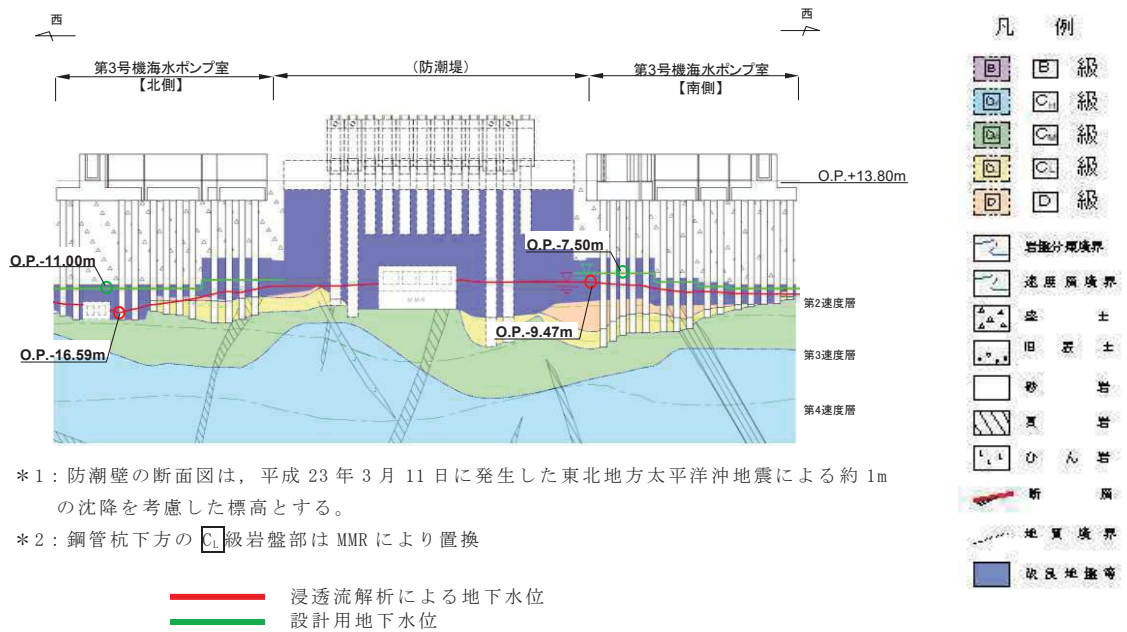 西
西
第3号機海水ポンプ室
【北側】
(防潮堤)
第3号機海水ポンプ室
【南側】
O.P.+13.80m
O.P.-7.50m
O.P.-11.00m
第2速度層
MMR
O.P.-9.47m
O.P.-16.59m
第3速度層
第4速度層
*1:防潮壁の断面図は,平成23年3月11日に発生した東北地方太平洋沖地震による約1m
の沈降を考慮した標高とする。
*2:鋼管杭下方の CL級岩盤部は MMR により置換
浸透流解析による地下水位
設計用地下水位
凡 例
B B 級
CH CH 級
CM CM 級
CL CL 級
D D 級
岩盤分類境界
速度層境界
盛 土
旧 表 土
砂 岩
頁 岩
ひ ん 岩
断 層
地 質 境 界
改良地盤等